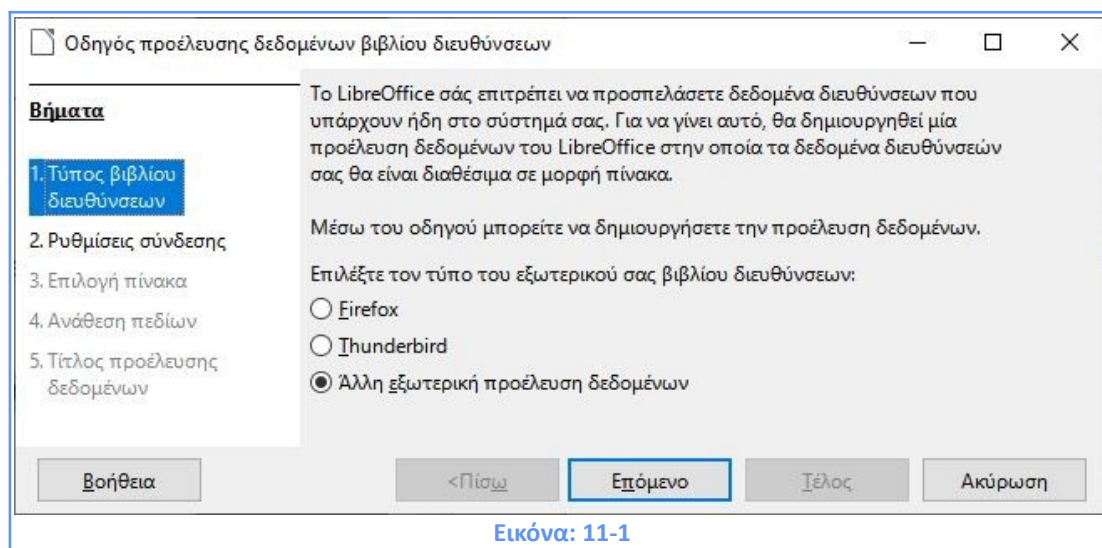 Οδηγός προέλευσης δεδομένων βιβλίου διευθύνσεων
Βήματα
1. Τύπος βιβλίου
διευθύνσεων
2. Ρυθμίσεις σύνδεσης
3. Επιλογή πίνακα
4. Ανάθεση πεδίων
5. Τίτλος προέλευσης
δεδομένων
Το LibreOffice σάς επιτρέπει να προσπελάσετε δεδομένα διευθύνσεων που
υπάρχουν ήδη στο σύστημά σας. Για να γίνει αυτό, θα δημιουργηθεί μία
προέλευση δεδομένων του LibreOffice στην οποία τα δεδομένα διευθύνσεών
σας θα είναι διαθέσιμα σε μορφή πίνακα.
Μέσω του οδηγού μπορείτε να δημιουργήσετε την προέλευση δεδομένων.
Επιλέξτε τον τύπο του εξωτερικού σας βιβλίου διευθύνσεων:
Firefox
Thunderbird
Άλλη εξωτερική προέλευση δεδομένων
Βοήθεια
<Πίσω
Επόμενο
Τέλος
Ακύρωση
Εικόνα: 11-1